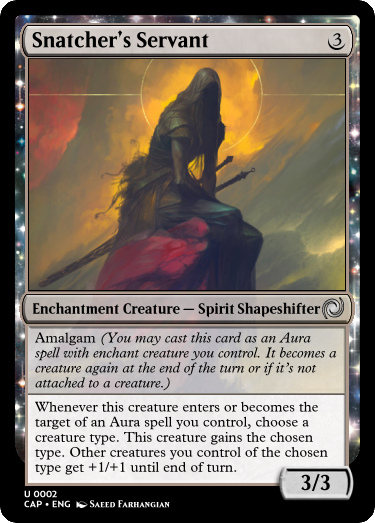 Snatcher's Servant 3
Enchantment Creature — Spirit Shapeshifter
Amalgam (You may cast this card as an Aura
spell with enchant creature you control. It becomes a
creature again at the end of the turn or if it's not
attached to a creature.)
Whenever this creature enters or becomes the
target of an Aura spell you control, choose a
creature type. This creature gains the chosen
type. Other creatures you control of the chosen
type get +1/+1 until end of turn.
3/3
U 0002
CAP • ENG Saeed Farhangian